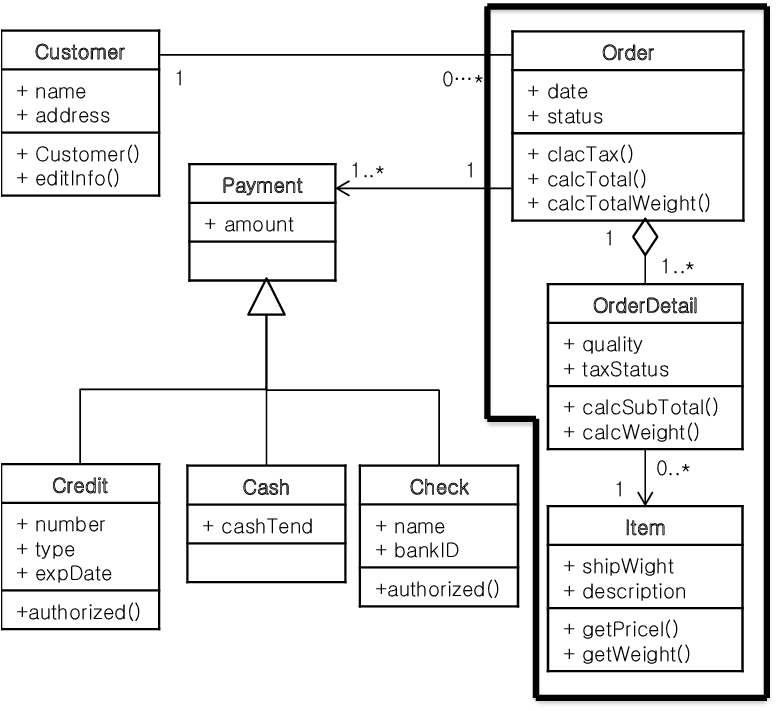 Customer
+ name
+ address
+ Customer()
+ editInfo()
1
0···*
Order
+ date
+ status
+ clacTax()
+ calcTotal()
+ calcTotalWeight()
Payment
+ amount
1..*
1
1
1..*
OrderDetail
+ quality
+ taxStatus
+ calcSubTotal()
+ calcWeight()
0..*
1
Credit
+ number
+ type
+ expDate
+authorized()
Cash
+ cashTend
Check
+ name
+ bankID
+authorized()
Item
+ shipWight
+ description
+ getPriceI()
+ getWeight()